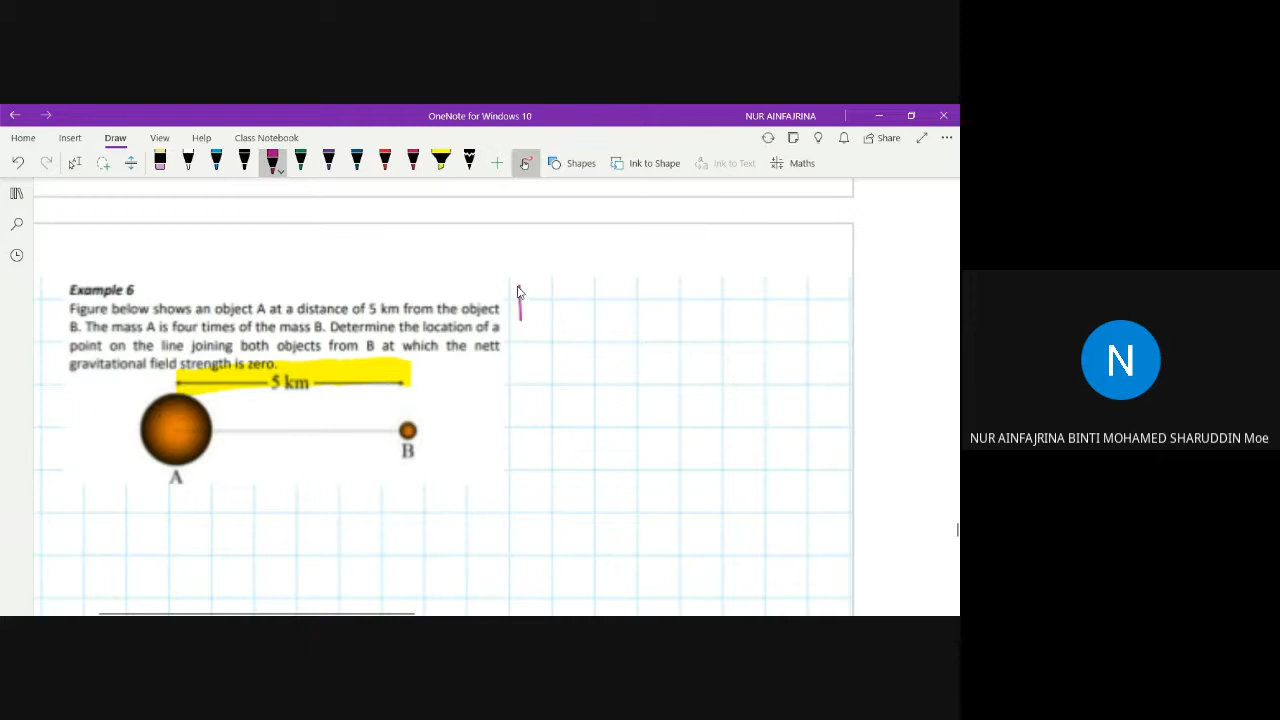 OneNote for Windows 10
NUR AINFAJRINA
Home Insert Draw View Help Class Notebook
Share
Shapes Ink to Shape Ink to Text Maths
Example 6
Figure below shows an object A at a distance of 5 km from the object
B. The mass A is four times of the mass B. Determine the location of a
point on the line joining both objects from B at which the nett
gravitational field strength is zero.
5 km
B
A
N
NUR AINFAJRINA BINTI MOHAMED SHARUDDIN Moe